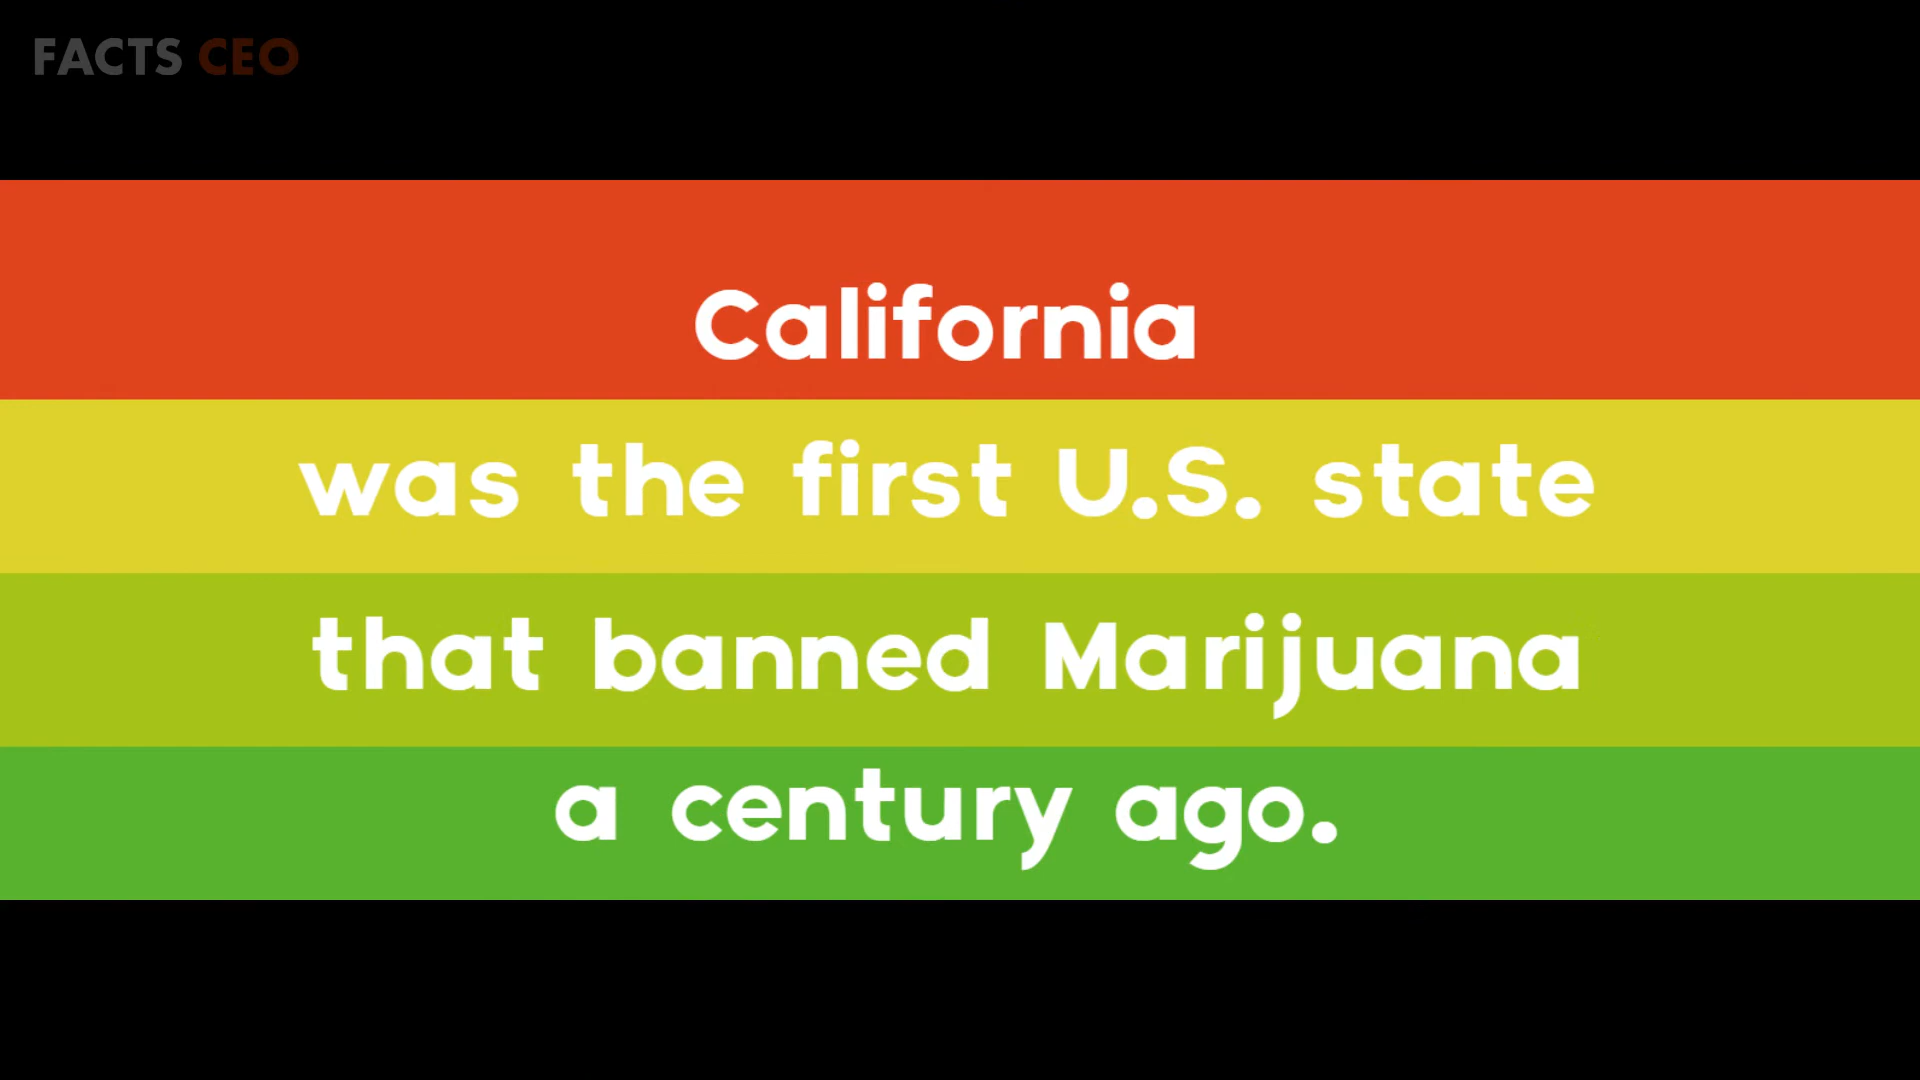 FACTS CEO
California
was the first U.S. state
that banned Marijuana
a century ago.